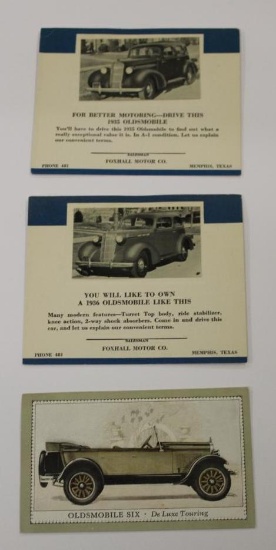 FOR BETTER MOTORING—DRIVE THIS
1935 OLDSMOBILE
You'll have to drive this 1935 Oldsmobile to find out what a
really exceptional value it is. In A-1 condition. Let us explain
our convenient terms.
SALESMAN
PHONE 481 FOXHALL MOTOR CO. MEMPHIS, TEXAS
YOU WILL LIKE TO OWN
A 1936 OLDSMOBILE LIKE THIS
Many modern features—Turret Top body, ride stabilizer,
knee action, 2-way shock absorbers. Come in and drive this
car, and let us explain our convenient terms.
SALESMAN
PHONE 481 FOXHALL MOTOR CO. MEMPHIS, TEXAS
OLDSMOBILE SIX - De Luxe Touring